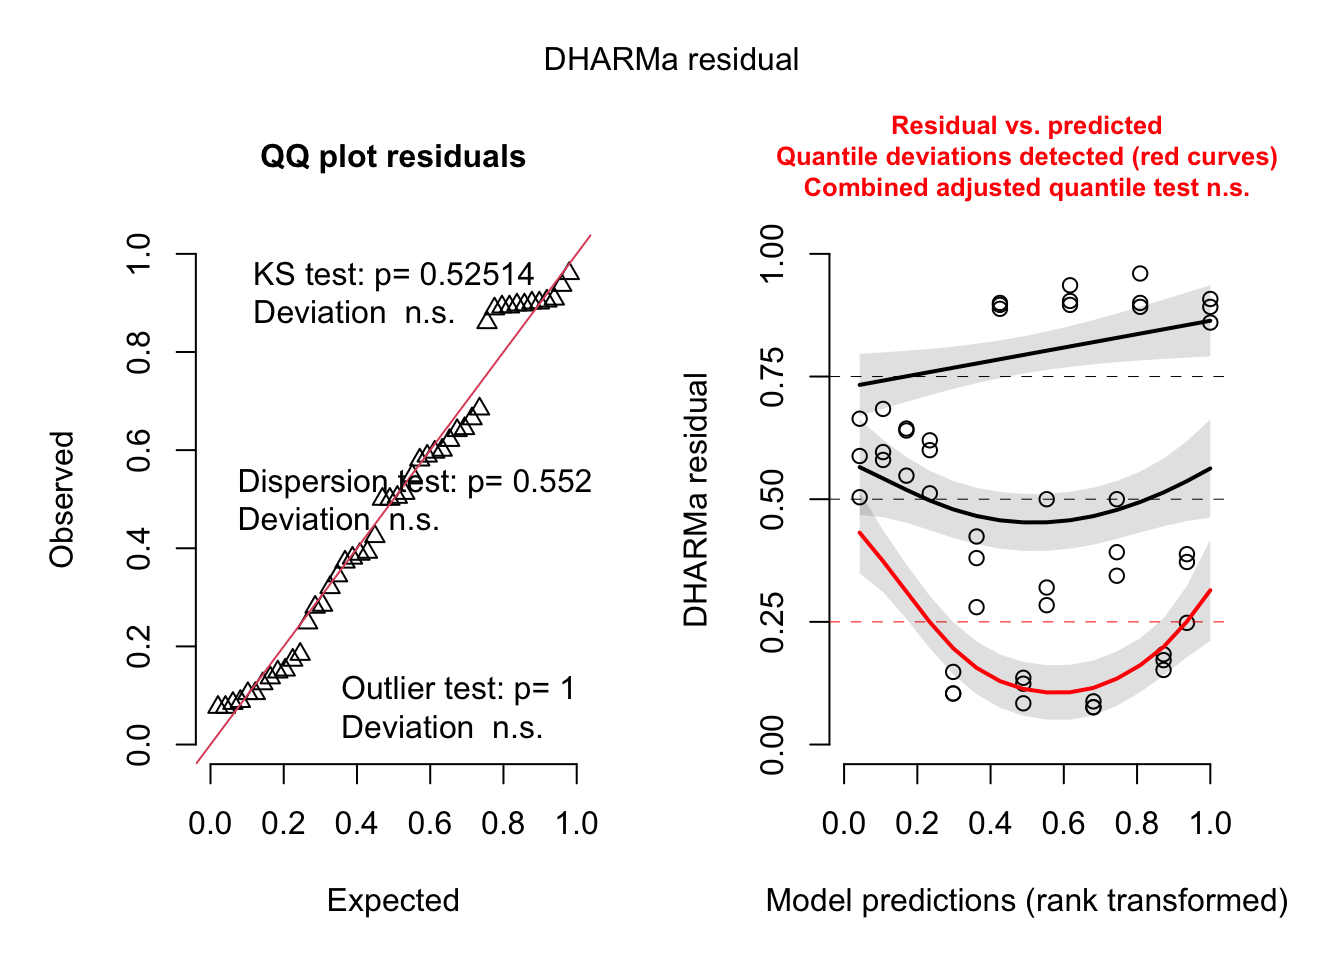 DHARMa residual
QQ plot residuals
KS test: p= 0.52514
Deviation  n.s.
Dispersion test: p= 0.552
Deviation  n.s.
Outlier test: p= 1
Deviation  n.s.
Observed
0.0
0.2
0.4
0.6
0.8
1.0
0.0 0.2 0.4 0.6 0.8 1.0
Expected
Residual vs. predicted
Quantile deviations detected (red curves)
Combined adjusted quantile test n.s.
DHARMa residual
0.00
0.25
0.50
0.75
1.00
0.0 0.2 0.4 0.6 0.8 1.0
Model predictions (rank transformed)